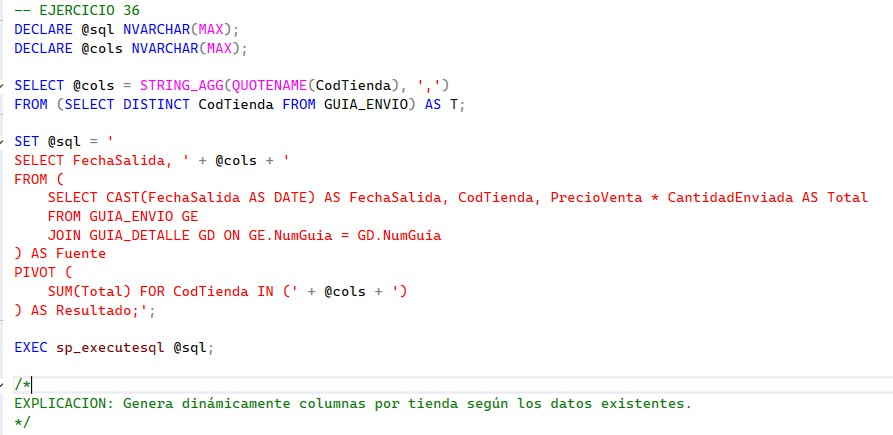 -- EJERCICIO 36
DECLARE @sql NVARCHAR(MAX);
DECLARE @cols NVARCHAR(MAX);
SELECT @cols = STRING_AGG(QUOTENAME(CodTienda), ',')
FROM (SELECT DISTINCT CodTienda FROM GUIA_ENVIO) AS T;
SET @sql = '
SELECT FechaSalida, ' + @cols + '
FROM (
    SELECT CAST(FechaSalida AS DATE) AS FechaSalida, CodTienda, PrecioVenta * CantidadEnviada AS Total
    FROM GUIA_ENVIO GE
    JOIN GUIA_DETALLE GD ON GE.NumGuia = GD.NumGuia
) AS Fuente
PIVOT (
    SUM(Total) FOR CodTienda IN (' + @cols + ')
) AS Resultado;';
EXEC sp_executesql @sql;
/*
EXPLICACION: Genera dinámicamente columnas por tienda según los datos existentes.
*/